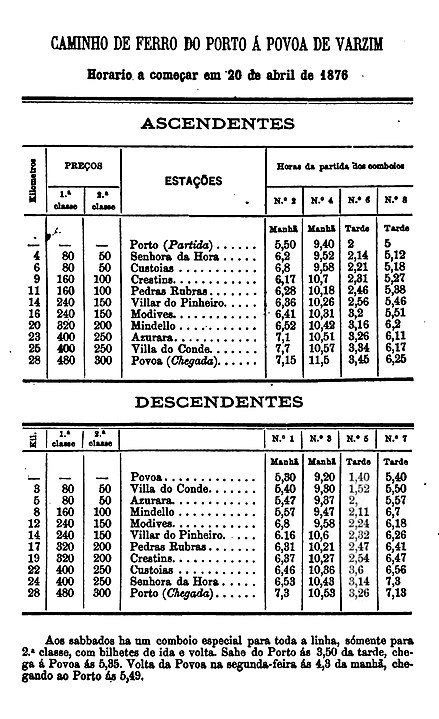 CAMINHO DE FERRO DO PORTO Á POVOA DE VARZIM
Horario a começar em 20 de abril de 1876
ASCENDENTES
Kilometros PREÇOS ESTAÇÕES Horas da partida dos comboios
1.ª classe 2.ª classe N.º 2 N.º 4 N.º 6 N.º 8
Manhã Manhã Tarde Tarde
— — — Porto (Partida) 5,50 9,40 2 5
4 80 50 Senhora da Hora 6,2 9,52 2,14 5,12
6 80 50 Custoias 6,8 9,58 2,21 5,18
9 160 100 Crestins 6,17 10,7 2,31 5,27
11 160 100 Pedras Rubras 6,28 10,18 2,46 5,38
14 240 150 Villar do Pinheiro 6,36 10,26 2,56 5,46
16 240 150 Modives 6,41 10,31 3,2 5,51
20 320 200 Mindello 6,52 10,42 3,16 6,2
23 400 250 Azurara 7,1 10,51 3,26 6,11
25 400 250 Villa do Conde 7,7 10,57 3,34 6,17
28 480 300 Povoa (Chegada) 7,15 11,5 3,45 6,25
DESCENDENTES
Kil. 1.ª classe 2.ª classe N.º 1 N.º 3 N.º 5 N.º 7
Manhã Manhã Tarde Tarde
— — — Povoa 5,30 9,20 1,40 5,40
3 80 50 Villa do Conde 5,40 9,30 1,52 5,50
5 80 50 Azurara 5,47 9,37 2, 5,57
8 160 100 Mindello 5,57 9,47 2,11 6,7
12 240 150 Modives 6,8 9,58 2,24 6,18
14 240 150 Villar do Pinheiro 6.16 10,6 2,32 6,26
17 320 200 Pedras Rubras 6,31 10,21 2,47 6,41
19 320 200 Crestins 6,37 10,27 2,54 6,47
22 400 250 Custoias 6,46 10,36 3,6 6,56
24 400 250 Senhora da Hora 6,53 10,43 3,14 7,3
28 480 300 Porto (Chegada) 7,3 10,53 3,26 7,13
Aos sabbados ha um comboio especial para toda a linha, sómente para
2.ª classe, com bilhetes de ida e volta. Sahe do Porto ás 3,50 da tarde, che-
ga á Povoa ás 5,35. Volta da Povoa na segunda-feira ás 4,3 da manhã, che-
gando ao Porto ás 5,49.